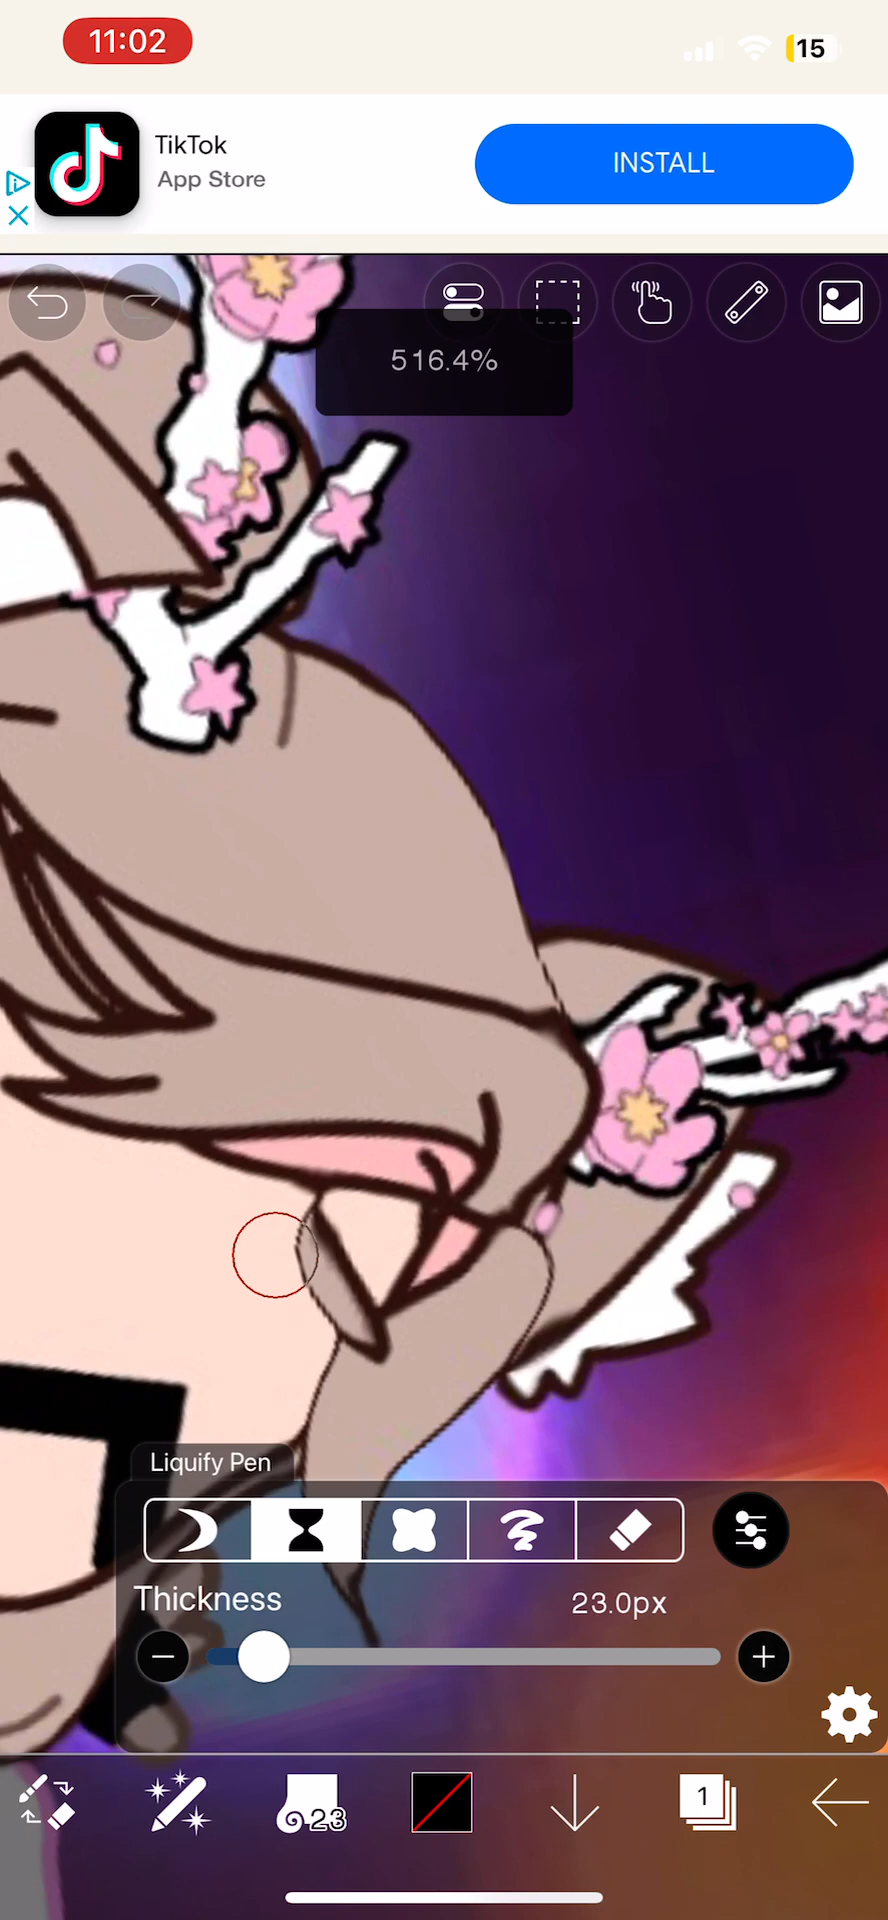 11:02
15
TikTok
App Store
INSTALL
516.4%
Liquify Pen
Thickness
23.0px
23
1